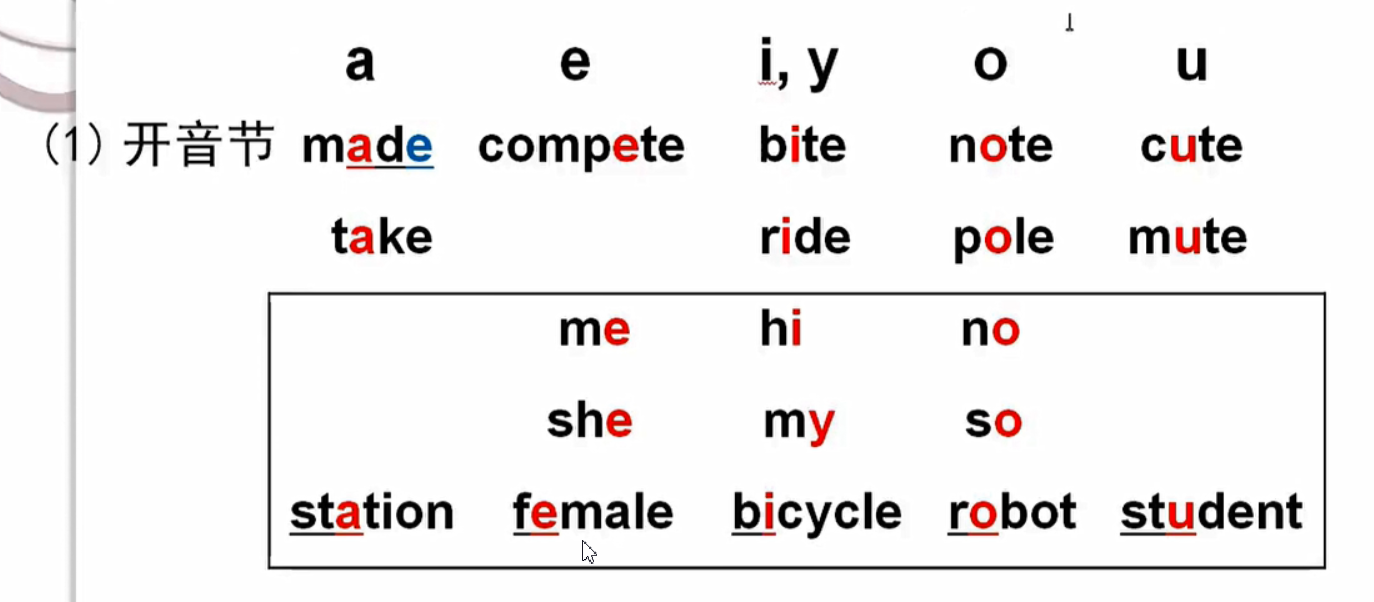 a e i, y o u
(1) 开音节 made compete bite note cute
take ride pole mute
me hi no
she my so
station female bicycle robot student